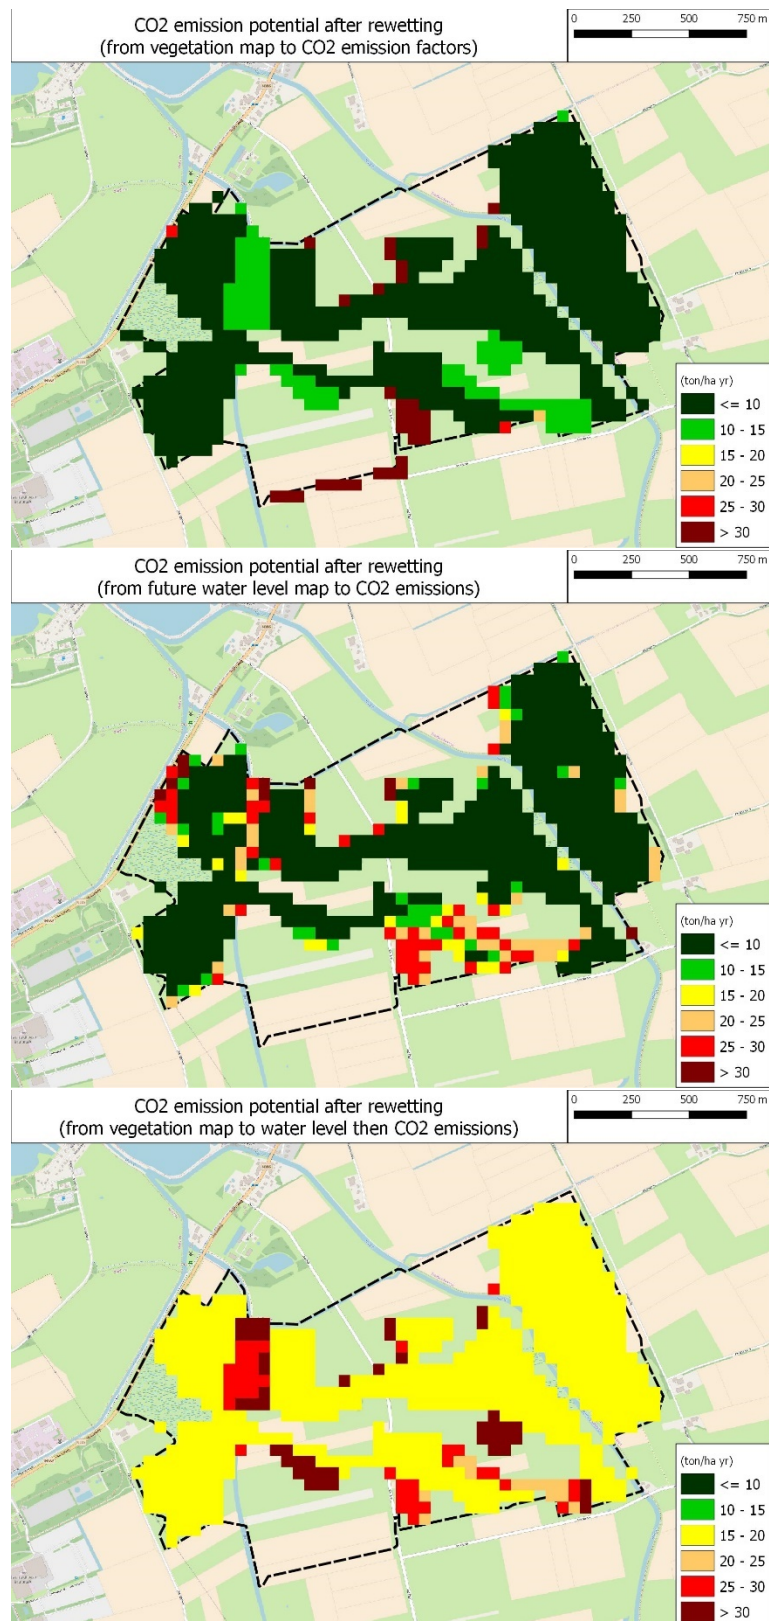 CO2 emission potential after rewetting
(from vegetation map to CO2 emission factors)
0 250 500 750 m
(ton/ha yr)
<= 10
10 - 15
15 - 20
20 - 25
25 - 30
> 30
CO2 emission potential after rewetting
(from future water level map to CO2 emissions)
0 250 500 750 m
(ton/ha yr)
<= 10
10 - 15
15 - 20
20 - 25
25 - 30
> 30
CO2 emission potential after rewetting
(from vegetation map to water level then CO2 emissions)
0 250 500 750 m
(ton/ha yr)
<= 10
10 - 15
15 - 20
20 - 25
25 - 30
> 30